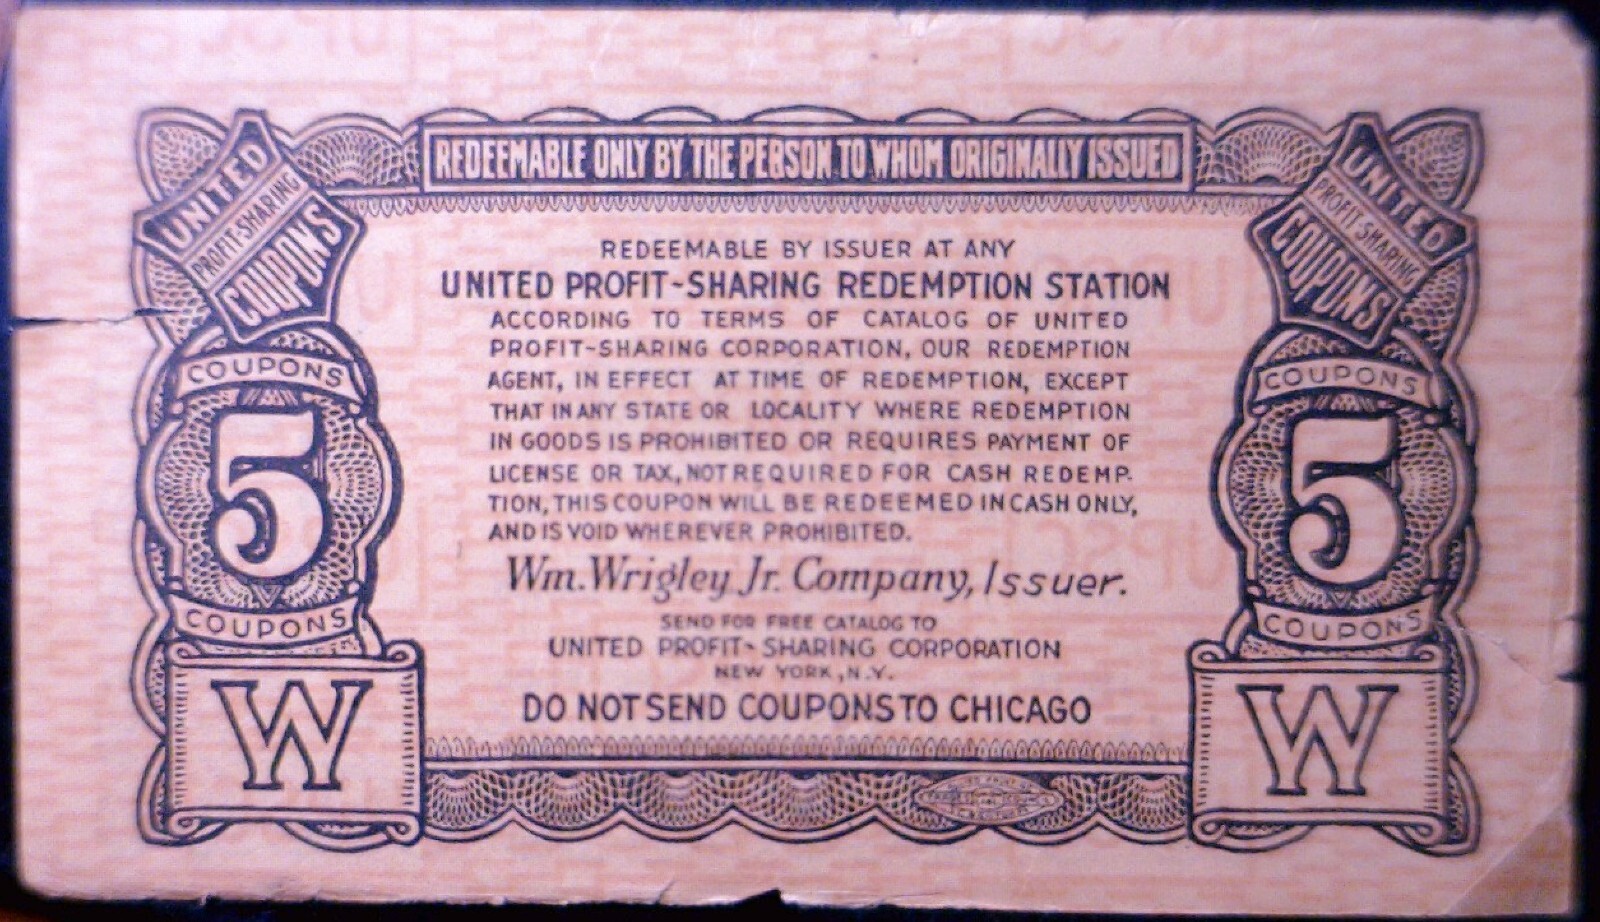 REDEEMABLE ONLY BY THE PERSON TO WHOM ORIGINALLY ISSUED
UNITED
PROFIT-SHARING
COUPONS
UNITED
PROFIT-SHARING
COUPONS
REDEEMABLE BY ISSUER AT ANY
UNITED PROFIT-SHARING REDEMPTION STATION
ACCORDING TO TERMS OF CATALOG OF UNITED
PROFIT-SHARING CORPORATION, OUR REDEMPTION
AGENT, IN EFFECT AT TIME OF REDEMPTION, EXCEPT
THAT IN ANY STATE OR LOCALITY WHERE REDEMPTION
IN GOODS IS PROHIBITED OR REQUIRES PAYMENT OF
LICENSE OR TAX, NOT REQUIRED FOR CASH REDEMP-
TION, THIS COUPON WILL BE REDEEMED IN CASH ONLY,
AND IS VOID WHEREVER PROHIBITED.
Wm. Wrigley Jr. Company, Issuer.
SEND FOR FREE CATALOG TO
UNITED PROFIT-SHARING CORPORATION
NEW YORK, N.Y.
DO NOT SEND COUPONS TO CHICAGO
COUPONS
5
COUPONS
W
COUPONS
5
COUPONS
W